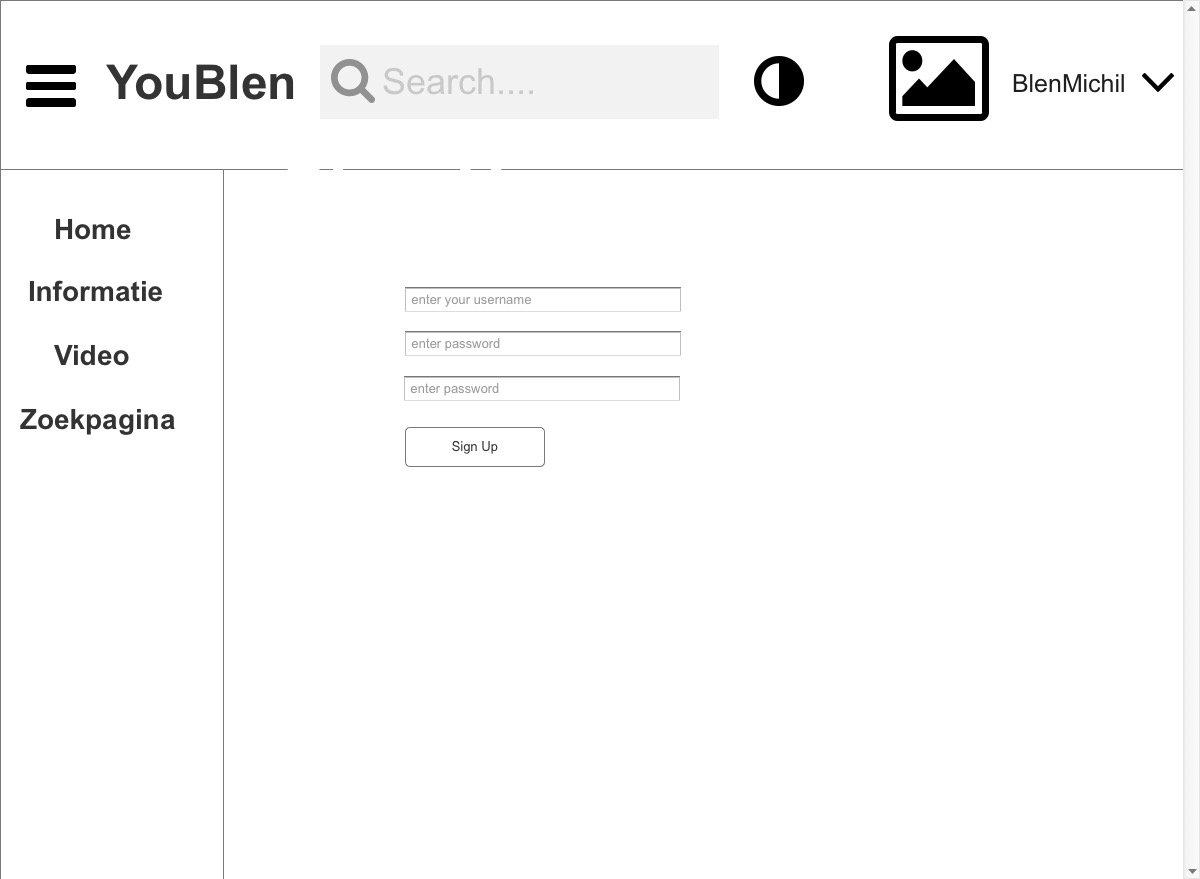 YouBlen
Search....
BlenMichil
Home
Informatie
Video
Zoekpagina
enter your username
enter password
enter password
Sign Up